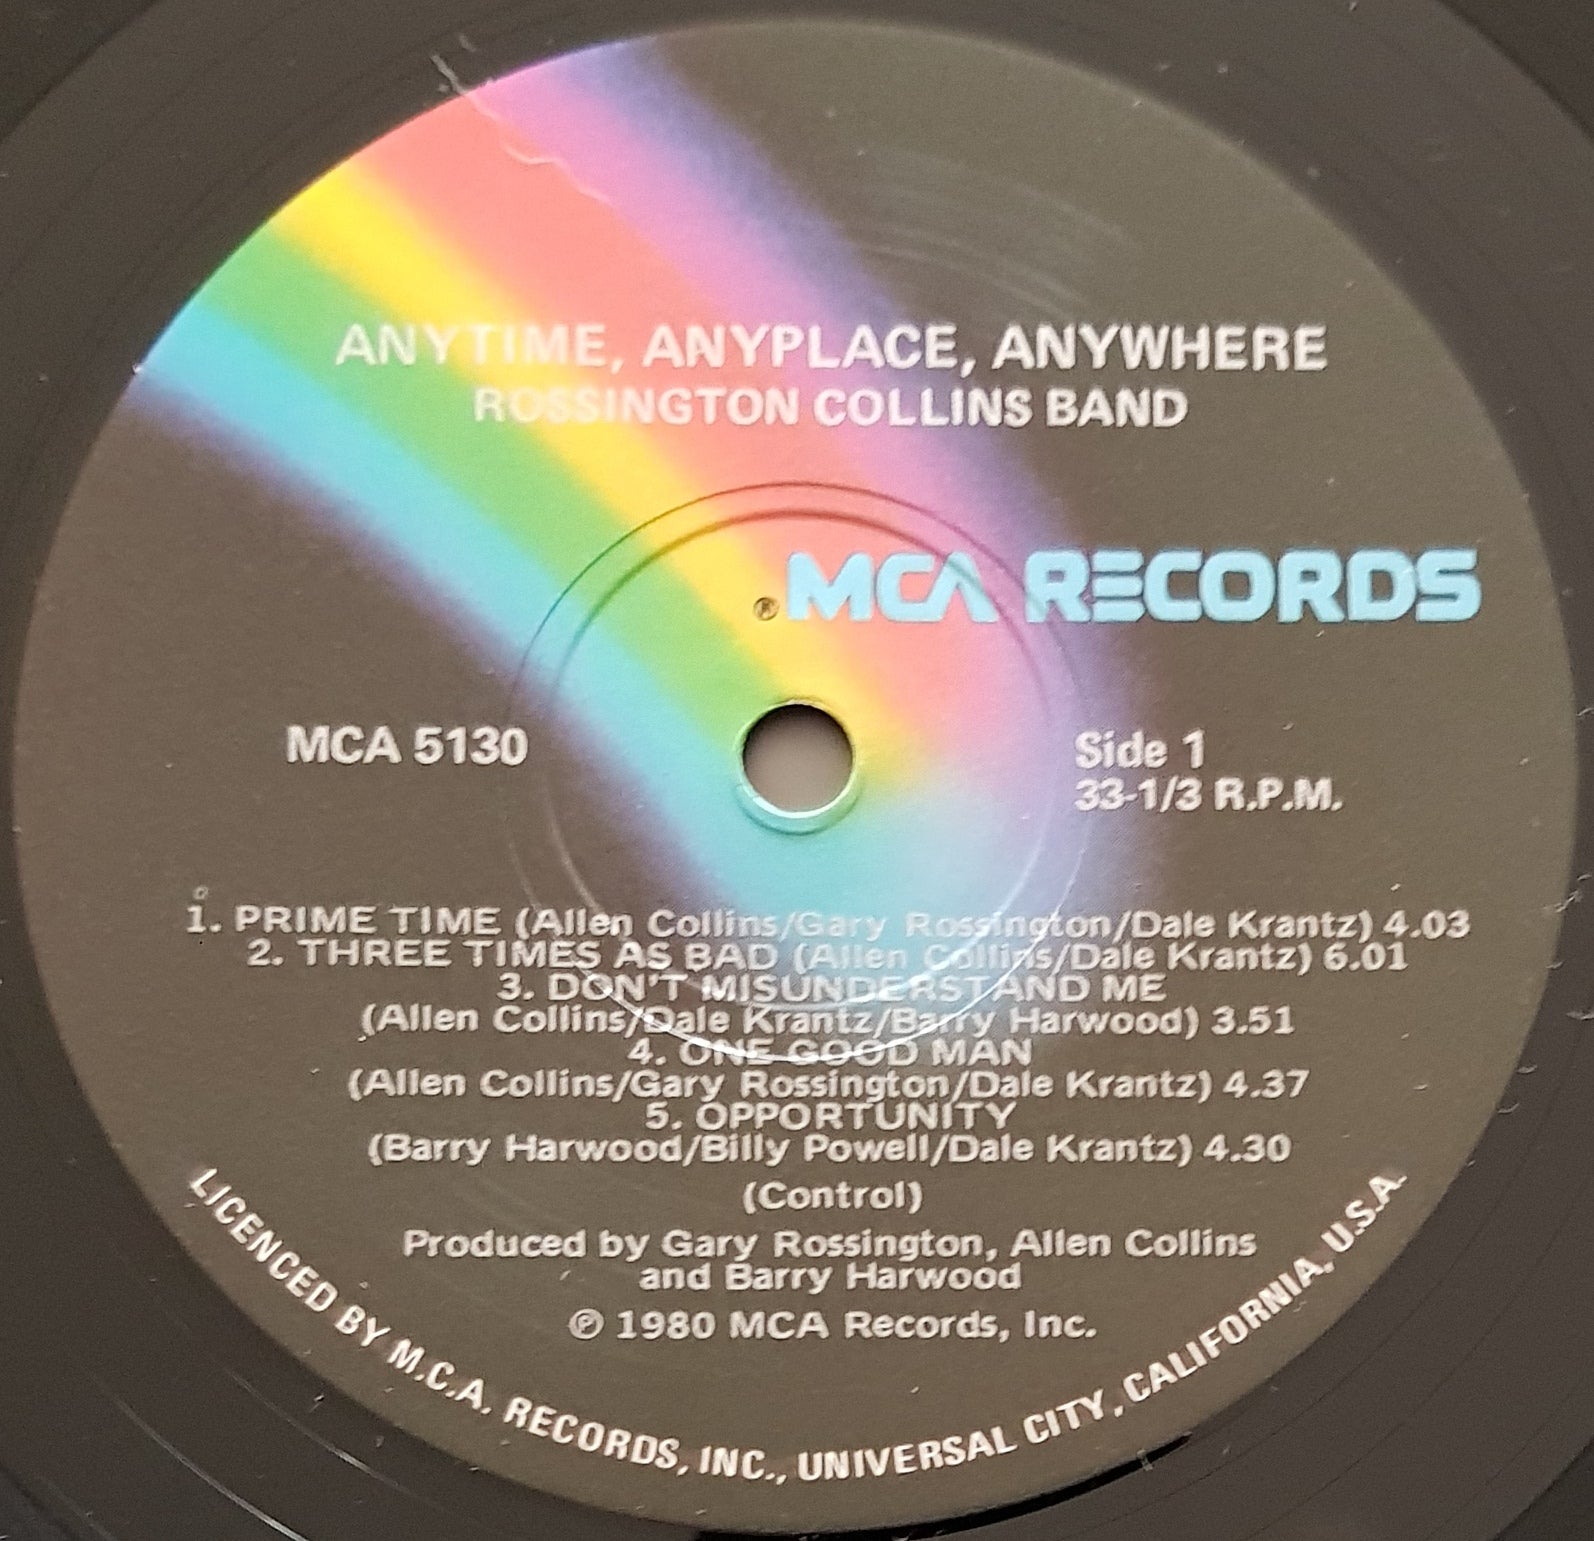 ANYTIME, ANYPLACE, ANYWHERE
ROSSINGTON COLLINS BAND
® MCA RECORDS
MCA 5130
Side 1
33-1/3 R.P.M.
1. PRIME TIME (Allen Collins/Gary Rossington/Dale Krantz) 4.03
2. THREE TIMES AS BAD (Allen Collins/Dale Krantz) 6.01
3. DON'T MISUNDERSTAND ME
(Allen Collins/Dale Krantz/Barry Harwood) 3.51
4. ONE GOOD MAN
(Allen Collins/Gary Rossington/Dale Krantz) 4.37
5. OPPORTUNITY
(Barry Harwood/Billy Powell/Dale Krantz) 4.30
(Control)
Produced by Gary Rossington, Allen Collins
and Barry Harwood
℗ 1980 MCA Records, Inc.
LICENCED BY M.C.A. RECORDS, INC., UNIVERSAL CITY, CALIFORNIA, U.S.A.